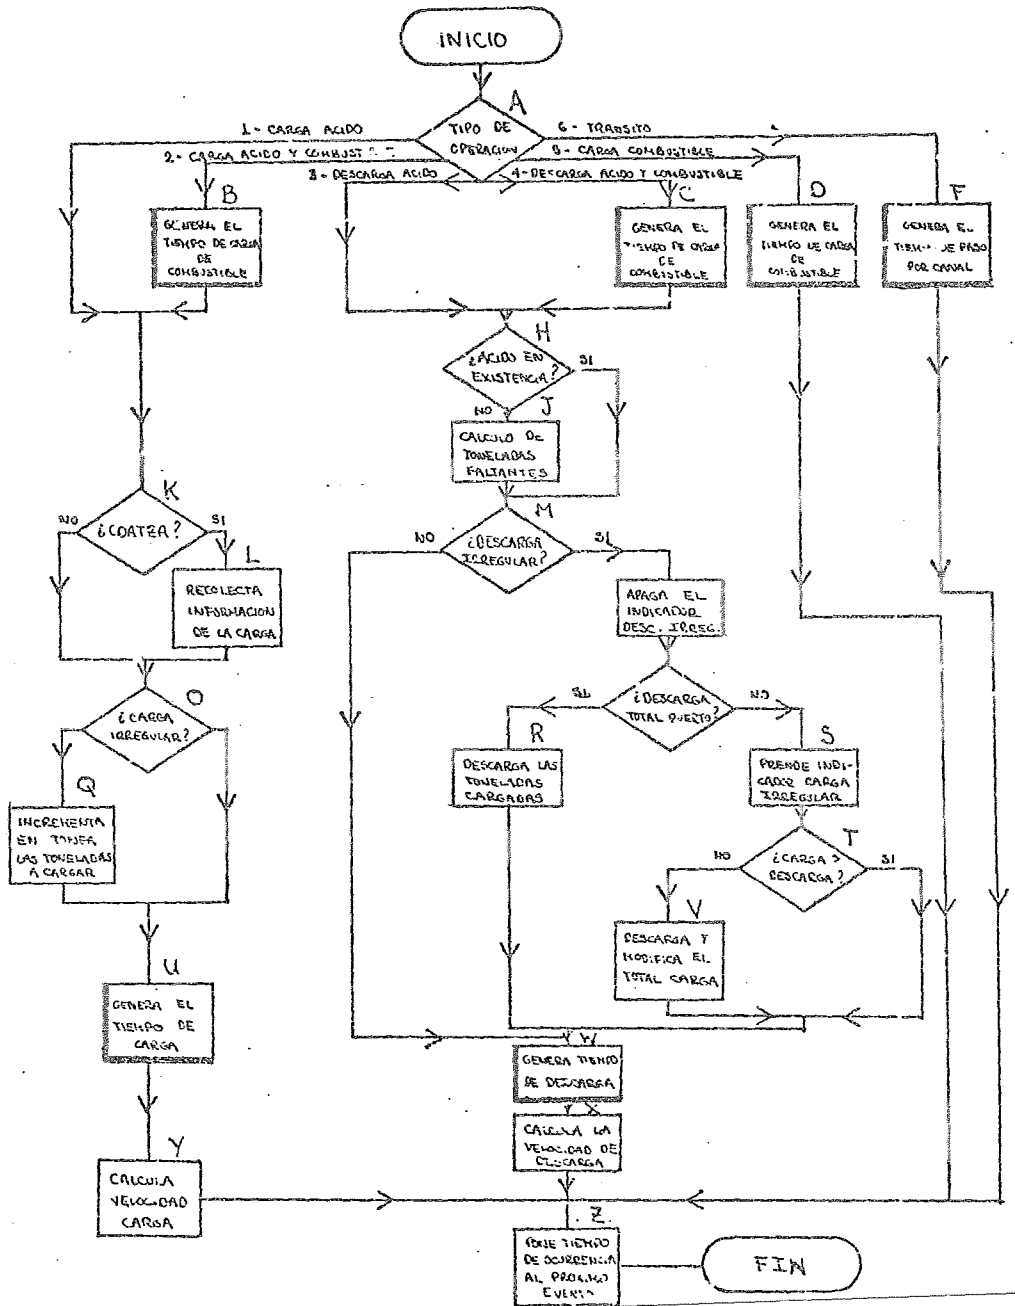 INICIO
A
TIPO DE
OPERACION
1- CARGA ACIDO
2- CARGA ACIDO Y COMBUST
3- DESCARGA ACIDO
4- DESCARGA ACIDO Y COMBUSTIBLE
5- CARGA COMBUSTIBLE
6- TRANSITO
B
GENERA EL
TIEMPO DE CARGA
DE
COMBUSTIBLE
C
GENERA EL
TIEMPO DE CARGA
DE
COMBUSTIBLE
D
GENERA EL
TIEMPO DE CARGA
DE
COMBUSTIBLE
F
GENERA EL
TIEMPO DE PASO
POR CANAL
H
¿ACIDO EN
EXISTENCIA?
SI
NO
J
CALCULO DE
TONELADAS
FALTANTES
K
¿COATZA?
NO
SI
L
RECOLECTA
INFORMACION
DE LA CARGA
M
¿DESCARGA
IRREGULAR?
NO
SI
APAGA EL
INDICADOR
DESC. IRREG.
O
¿CARGA
IRREGULAR?
¿DESCARGA
TOTAL PUERTO?
SI
NO
Q
INCREMENTA
EN
LAS TONELADAS
A CARGAR
R
DESCARGA LAS
TONELADAS
CARGADAS
S
PRENDE INDI-
CADOR CARGA
IRREGULAR
T
¿CARGA >
DESCARGA?
NO
SI
V
DESCARGA Y
MODIFICA EL
TOTAL CARGA
U
GENERA EL
TIEMPO DE
CARGA
W
GENERA TIEMPO
DE DESCARGA
X
CALCULA LA
VELOCIDAD DE
DESCARGA
Y
CALCULA
VELOCIDAD
CARGA
Z
PONE TIEMPO
DE OCURRENCIA
AL PROXIMO
EVENTO
FIN